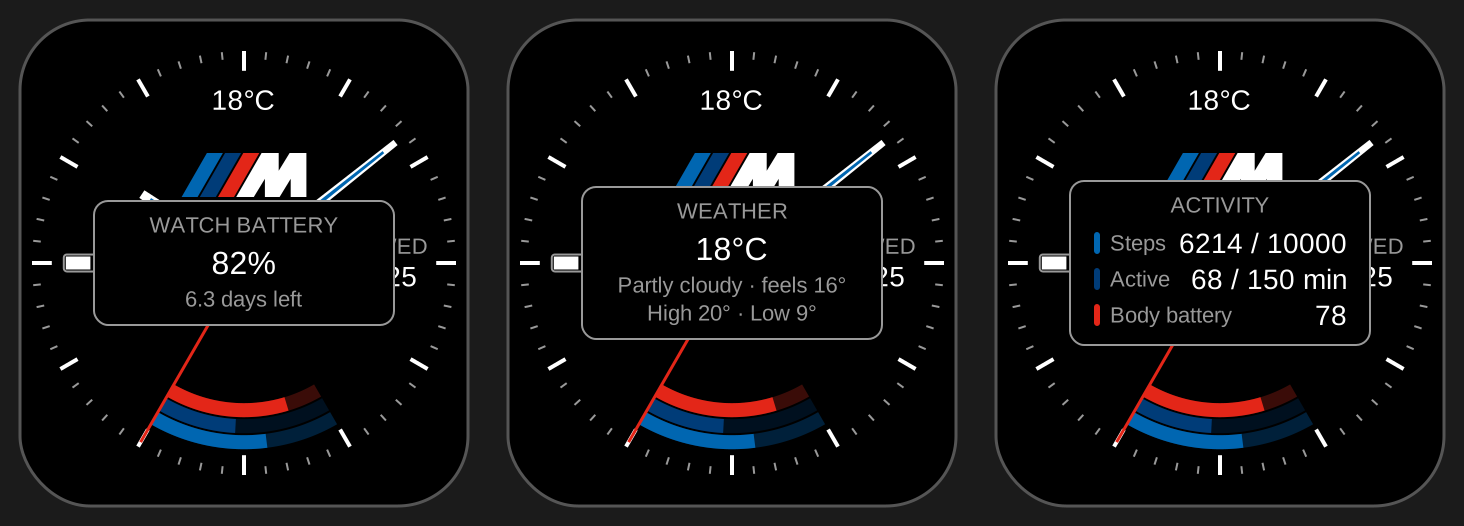 18°C
M
WATCH BATTERY
82%
6.3 days left
18°C
M
WEATHER
18°C
Partly cloudy · feels 16°
High 20° · Low 9°
18°C
M
ACTIVITY
Steps 6214 / 10000
Active 68 / 150 min
Body battery 78